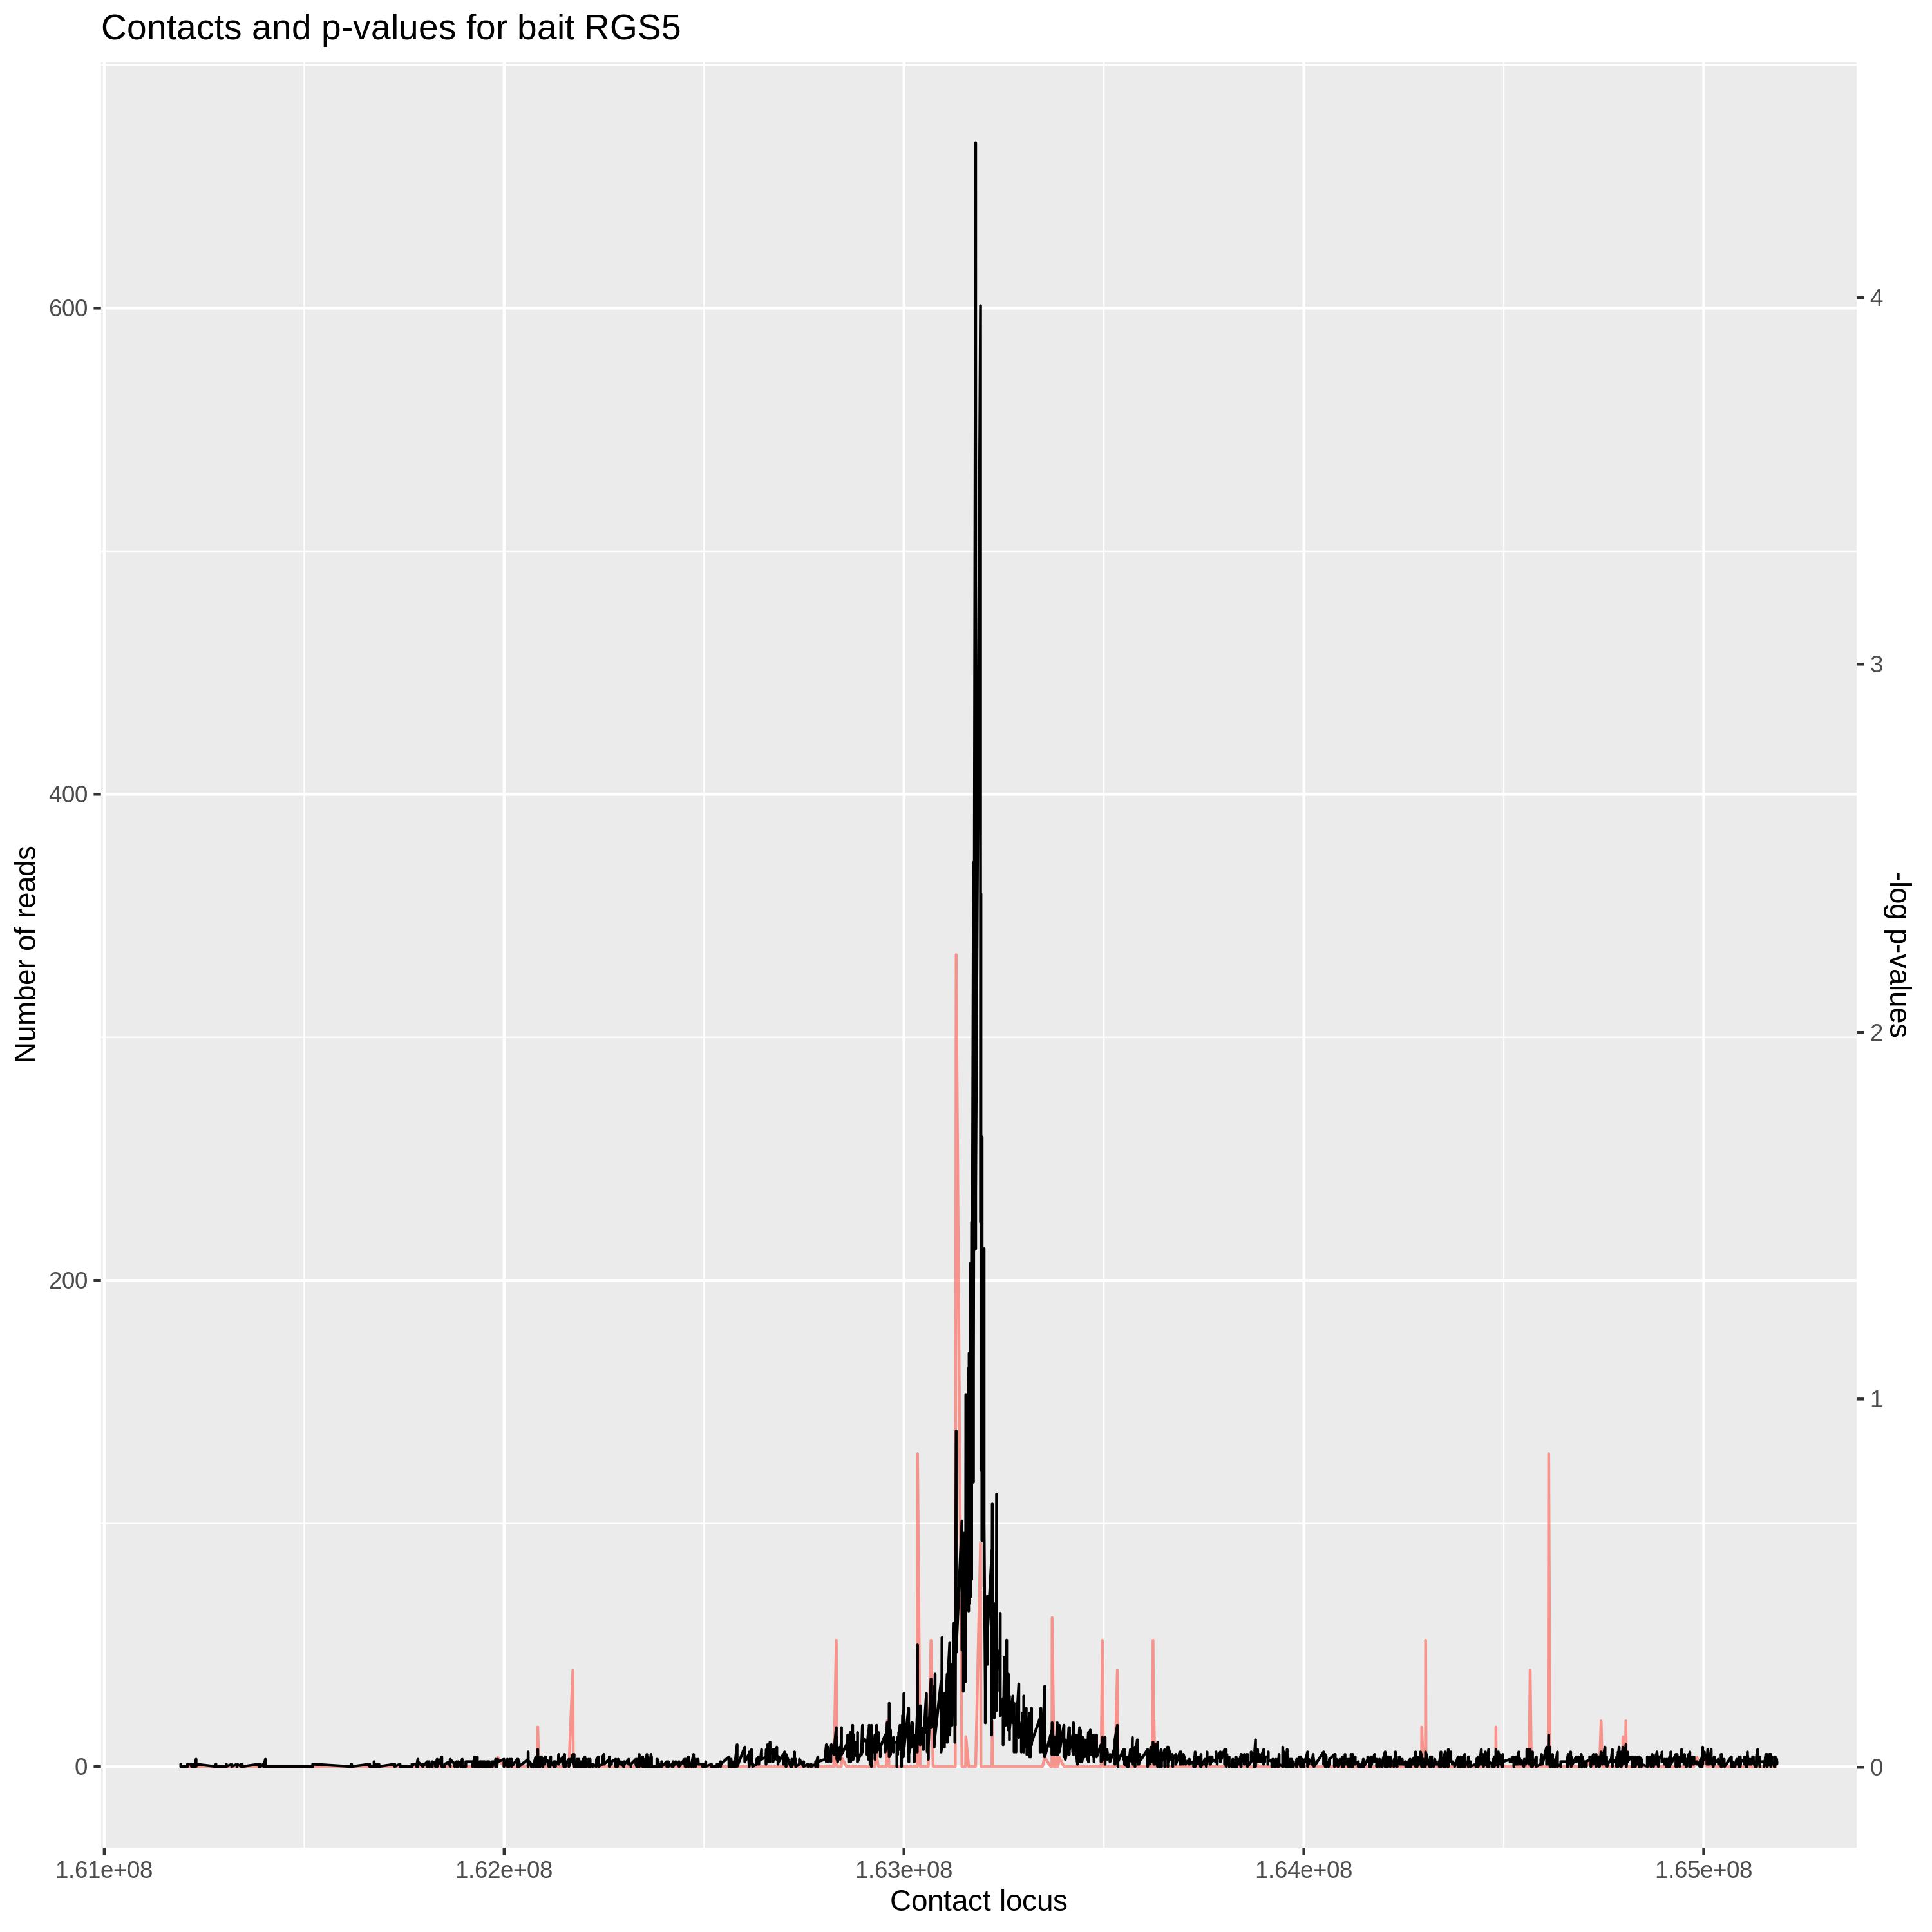 Contacts and p-values for bait RGS5
Number of reads
600
400
200
0
4
3
2
1
0
-log p-values
1.61e+08
1.62e+08
1.63e+08
1.64e+08
1.65e+08
Contact locus